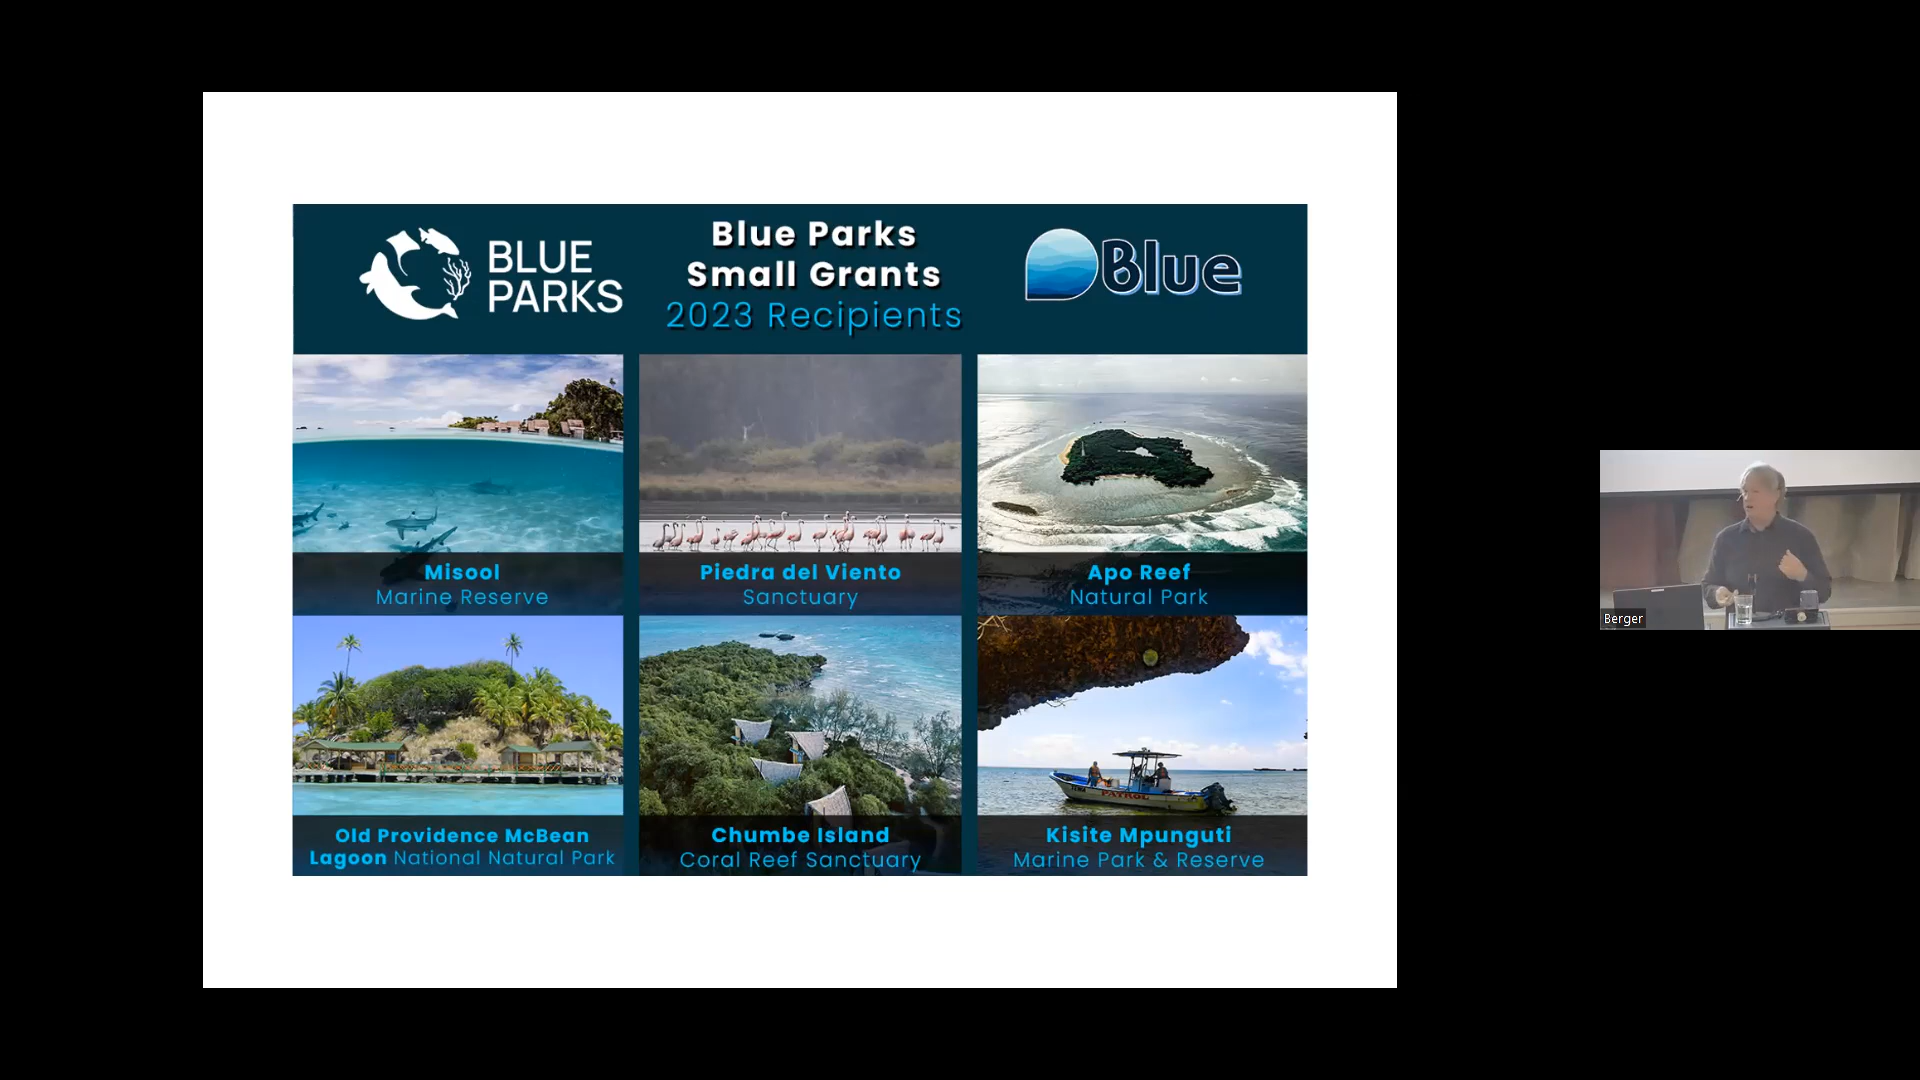 BLUE
PARKS
Blue Parks
Small Grants
2023 Recipients
Blue
Misool
Marine Reserve
Piedra del Viento
Sanctuary
Apo Reef
Natural Park
PATROL
Old Providence McBean
Lagoon National Natural Park
Chumbe Island
Coral Reef Sanctuary
Kisite Mpunguti
Marine Park & Reserve
Berger